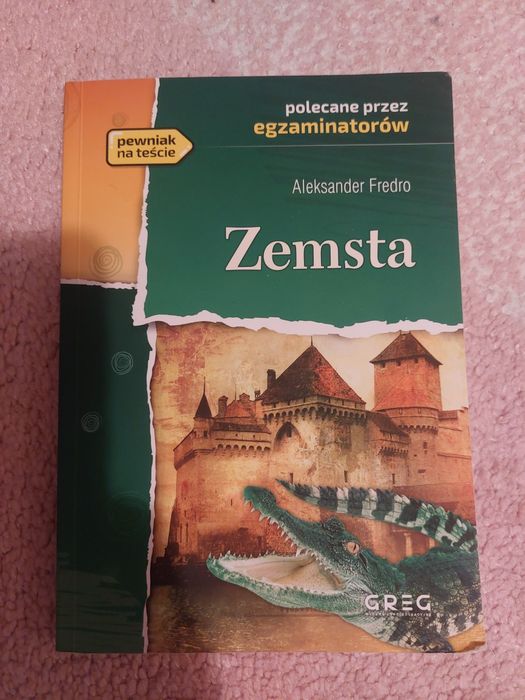 polecane przez
egzaminatorów
pewniak
na teście
Aleksander Fredro
Zemsta
GREG